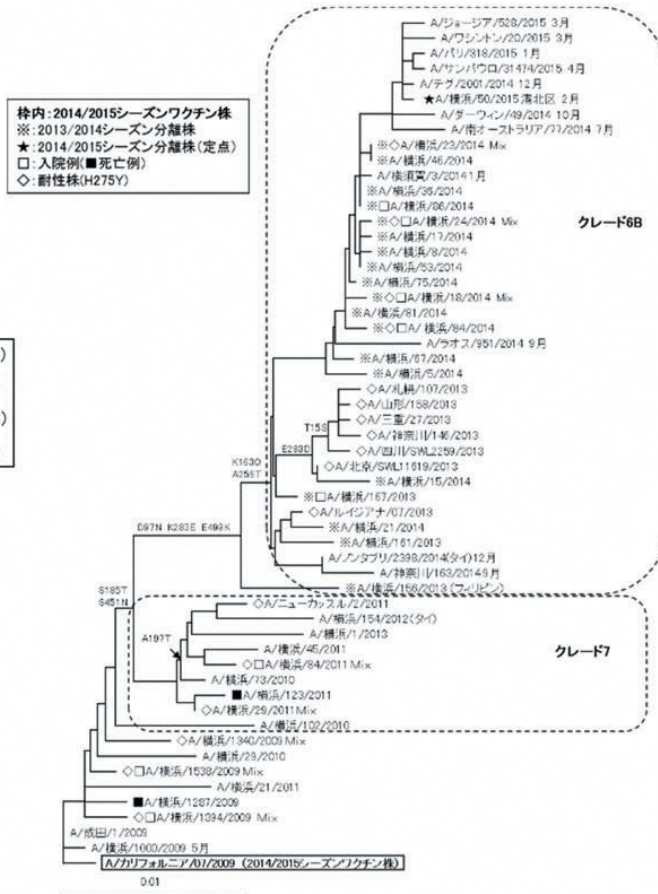 枠内:2014/2015シーズンワクチン株
※:2013/2014シーズン分離株
★:2014/2015シーズン分離株(定点)
□:入院例(■死亡例)
◇:耐性株(H275Y)
)
)
A/ジョージア/528/2015 3月
A/ワシントン/20/2015 3月
A/パリ/318/2015 1月
A/サンパウロ/31474/2015 4月
A/テグ/2001/2014 12月
★A/横浜/50/2015 港北区 2月
A/ダーウィン/49/2014 10月
A/南オーストラリア/77/2014 7月
※◇A/横浜/23/2014 Mix
※A/横浜/46/2014
A/横須賀/3/2014 1月
※A/横浜/36/2014
※□A/横浜/86/2014
※◇□A/横浜/24/2014 Mix
クレード6B
※A/横浜/17/2014
※A/横浜/8/2014
※A/横浜/53/2014
※A/横浜/75/2014
※◇□A/横浜/18/2014 Mix
※A/横浜/81/2014
※◇□A/横浜/84/2014
A/ラオス/951/2014 9月
※A/横浜/67/2014
※A/横浜/5/2014
◇A/札幌/107/2013
◇A/山形/158/2013
◇A/三重/27/2013
T15S
◇A/神奈川/146/2013
E283D
◇A/四川/SWL2259/2013
K163Q
A256T
◇A/北京/SWL11619/2013
※A/横浜/15/2014
※□A/横浜/167/2013
◇A/ルイジアナ/07/2013
D97N K283E E499K
※A/横浜/21/2014
※A/横浜/161/2013
A/ノンタブリ/2398/2014(タイ)12月
A/神奈川/163/2014 9月
※A/横浜/156/2013(フィリピン)
S185T
S451N
◇A/ニューカッスル/2/2011
A/横浜/154/2012(タイ)
A/横浜/1/2013
A197T
A/横浜/45/2011
クレード7
◇□A/横浜/84/2011 Mix
A/横浜/73/2010
■A/横浜/123/2011
◇A/横浜/29/2011 Mix
A/横浜/102/2010
◇A/横浜/1340/2009 Mix
A/横浜/29/2010
◇□A/横浜/1538/2009 Mix
A/横浜/21/2011
■A/横浜/1287/2009
◇□A/横浜/1394/2009 Mix
A/成田/1/2009
A/横浜/1000/2009 5月
A/カリフォルニア/07/2009 (2014/2015シーズンワクチン株)
0.01